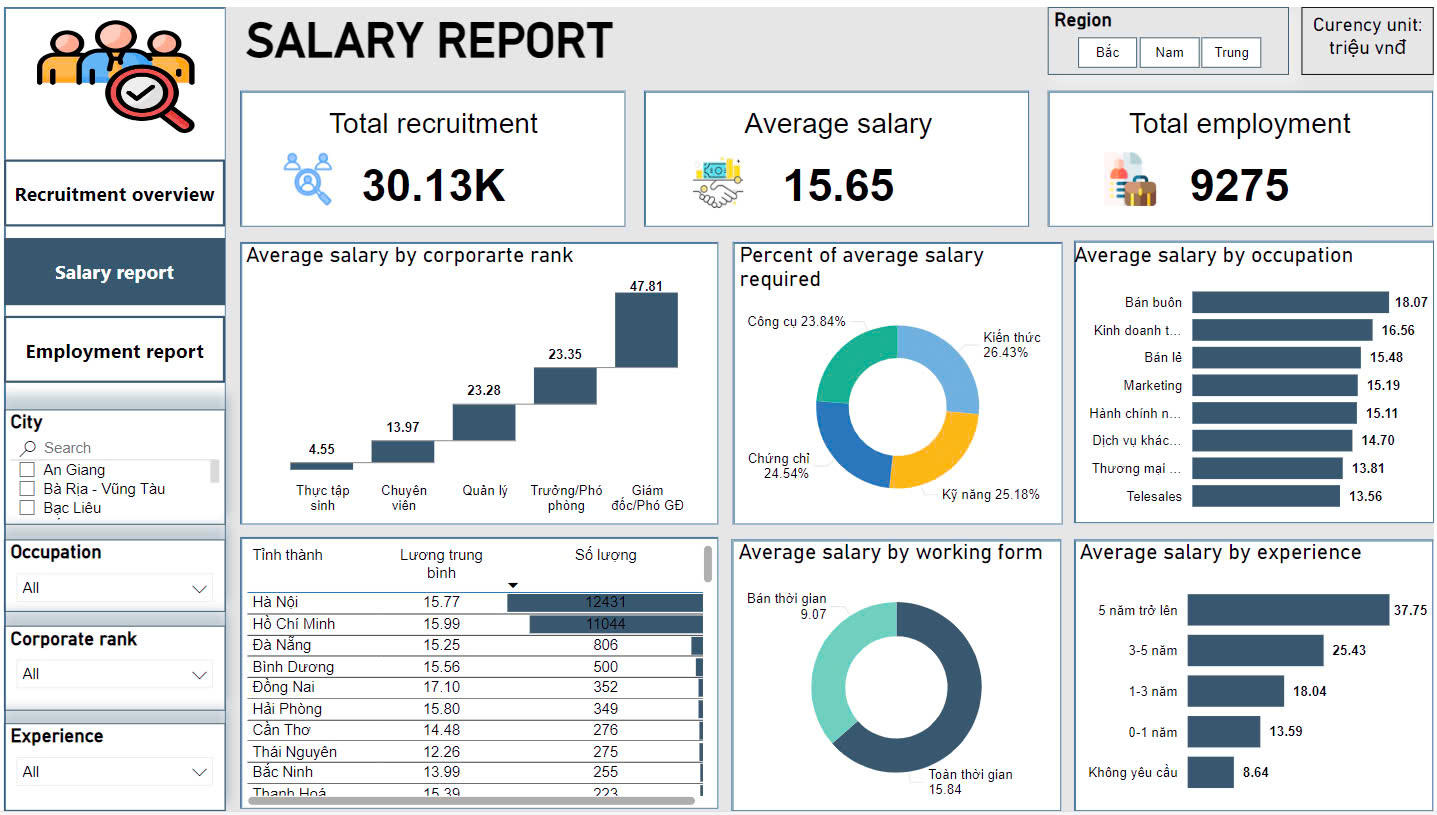 SALARY REPORT
Region
Bắc
Nam
Trung
Curency unit:
triệu vnđ
Total recruitment
30.13K
Average salary
15.65
Total employment
9275
Recruitment overview
Salary report
Employment report
City
Search
An Giang
Bà Rịa - Vũng Tàu
Bạc Liêu
Occupation
All
Corporate rank
All
Experience
All
Average salary by corporarte rank
4.55
13.97
23.28
23.35
47.81
Thực tập
sinh
Chuyên
viên
Quản lý
Trưởng/Phó
phòng
Giám
đốc/Phó GĐ
Percent of average salary
required
Công cụ 23.84%
Kiến thức
26.43%
Chứng chỉ
24.54%
Kỹ năng 25.18%
Average salary by occupation
Bán buôn 18.07
Kinh doanh t... 16.56
Bán lẻ 15.48
Marketing 15.19
Hành chính n... 15.11
Dịch vụ khác... 14.70
Thương mại ... 13.81
Telesales 13.56
Tỉnh thành Lương trung Số lượng
bình
Hà Nội 15.77 12431
Hồ Chí Minh 15.99 11044
Đà Nẵng 15.25 806
Bình Dương 15.56 500
Đồng Nai 17.10 352
Hải Phòng 15.80 349
Cần Thơ 14.48 276
Thái Nguyên 12.26 275
Bắc Ninh 13.99 255
Thanh Hoá 15.39 223
Average salary by working form
Bán thời gian
9.07
Toàn thời gian
15.84
Average salary by experience
5 năm trở lên 37.75
3-5 năm 25.43
1-3 năm 18.04
0-1 năm 13.59
Không yêu cầu 8.64